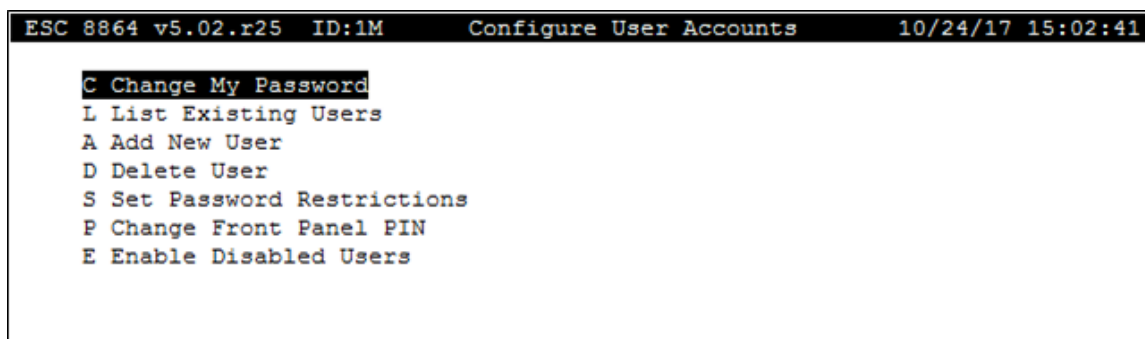 ESC 8864 v5.02.r25 ID:1M Configure User Accounts 10/24/17 15:02:41
C Change My Password
L List Existing Users
A Add New User
D Delete User
S Set Password Restrictions
P Change Front Panel PIN
E Enable Disabled Users